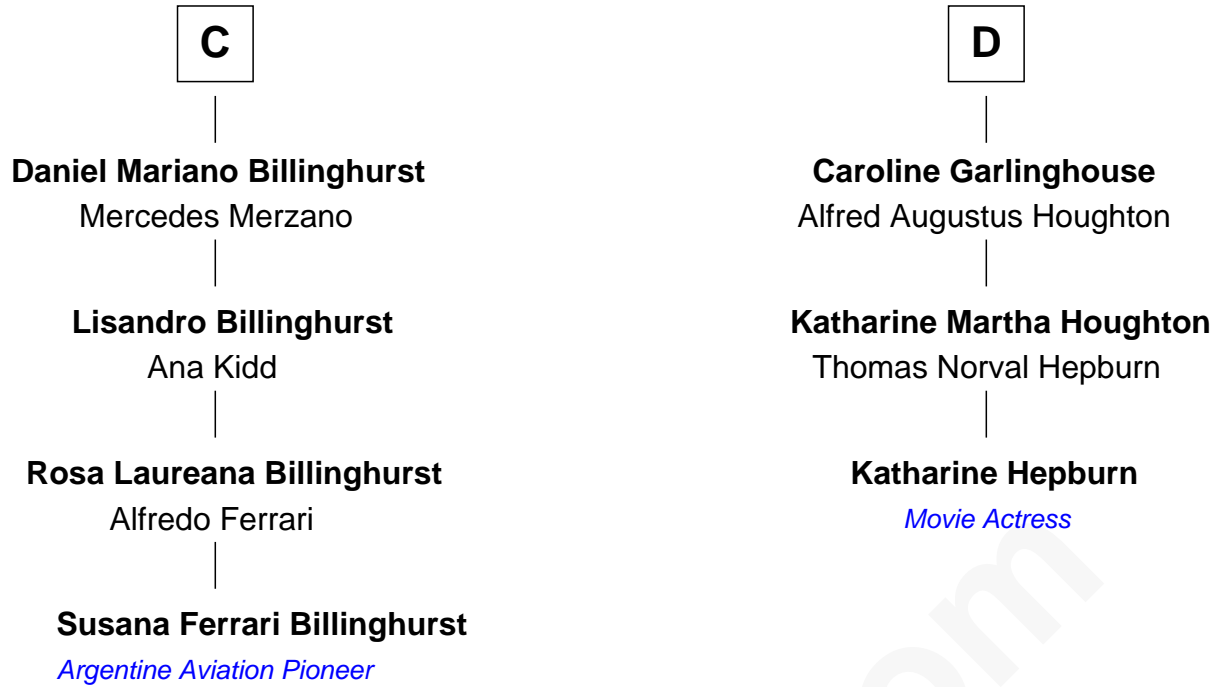 C
Daniel Mariano Billinghurst
Mercedes Merzano
Lisandro Billinghurst
Ana Kidd
Rosa Laureana Billinghurst
Alfredo Ferrari
Susana Ferrari Billinghurst
Argentine Aviation Pioneer
D
Caroline Garlinghouse
Alfred Augustus Houghton
Katharine Martha Houghton
Thomas Norval Hepburn
Katharine Hepburn
Movie Actress
om